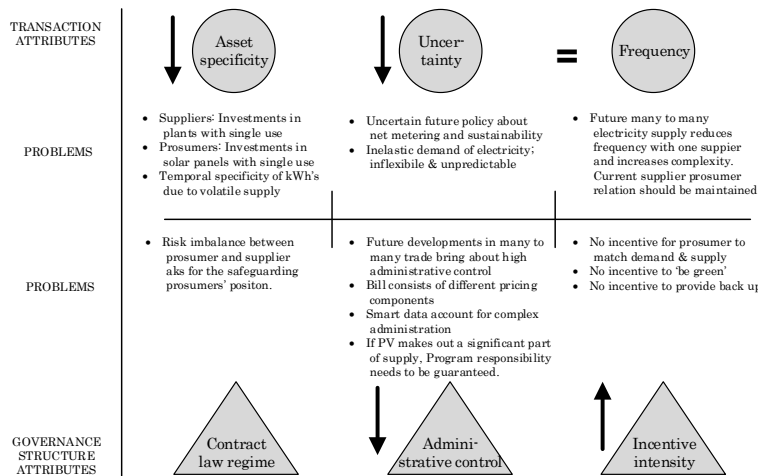 TRANSACTION
ATTRIBUTES
Asset
specificity
Uncer-
tainty
=
Frequency
PROBLEMS
• Suppliers: Investments in
plants with single use
• Prosumers: Investments in
solar panels with single use
• Temporal specificity of kWh's
due to volatile supply
• Uncertain future policy about
net metering and sustainability
• Inelastic demand of electricity;
inflexibile & unpredictable
• Future many to many
electricity supply reduces
frequency with one suppier
and increases complexity.
Current supplier prosumer
relation should be maintained
PROBLEMS
• Risk imbalance between
prosumer and supplier
aks for the safeguarding
prosumers' positon.
• Future developments in many to
many trade bring about high
administrative control
• Bill consists of different pricing
components
• Smart data account for complex
administration
• If PV makes out a significant part
of supply, Program responsibility
needs to be guaranteed.
• No incentive for prosumer to
match demand & supply
• No incentive to 'be green'
• No incentive to provide back up
GOVERNANCE
STRUCTURE
ATTRIBUTES
Contract
law regime
Admini-
strative control
Incentive
intensity